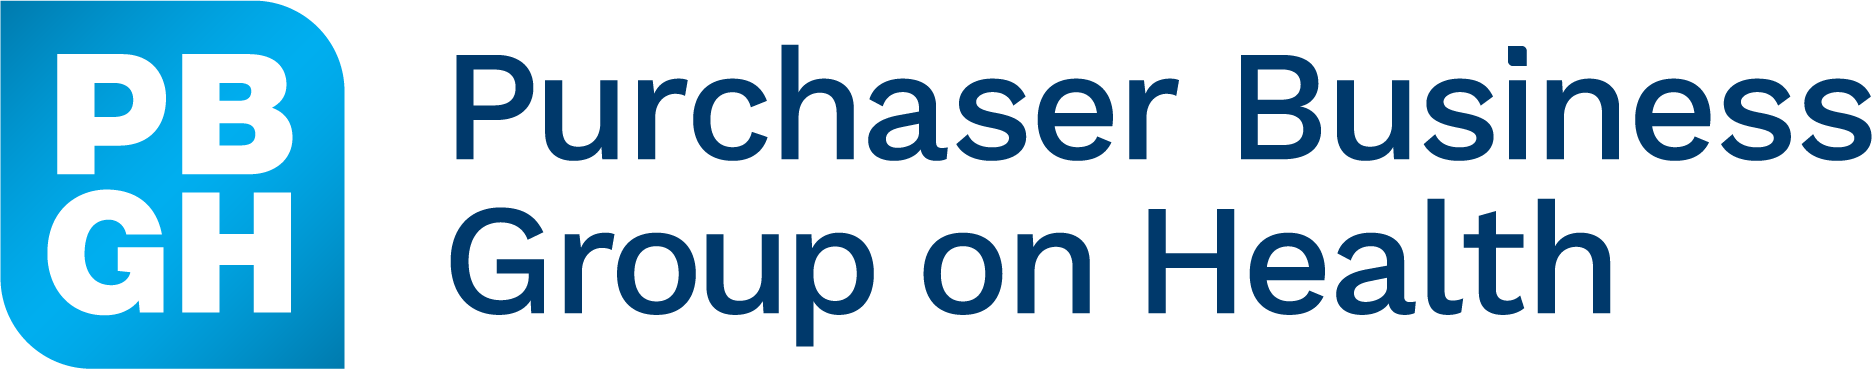 PB
GH
Purchaser Business
Group on Health